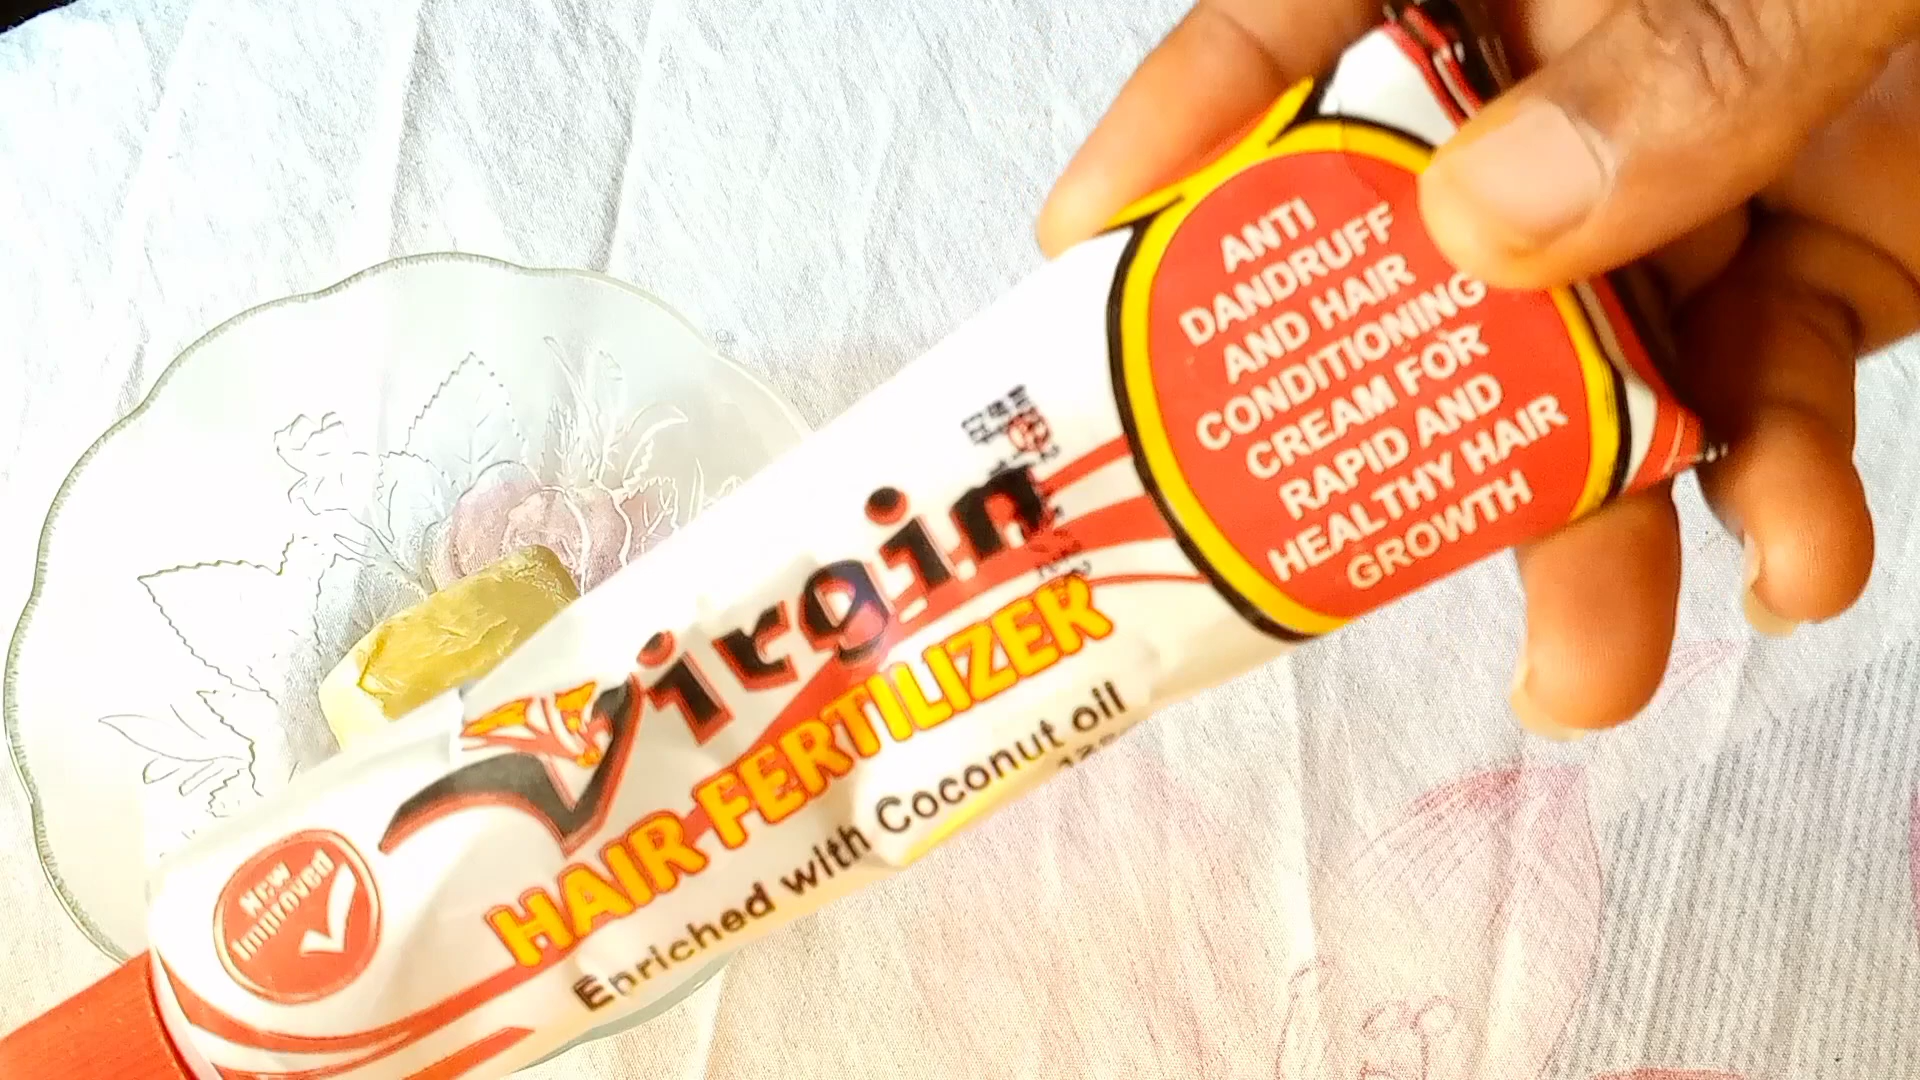 ANTI
DANDRUFF
AND HAIR
CONDITIONING
CREAM FOR
RAPID AND
HEALTHY HAIR
GROWTH
Virgin
HAIR FERTILIZER
Enriched with Coconut oil
New
Improved